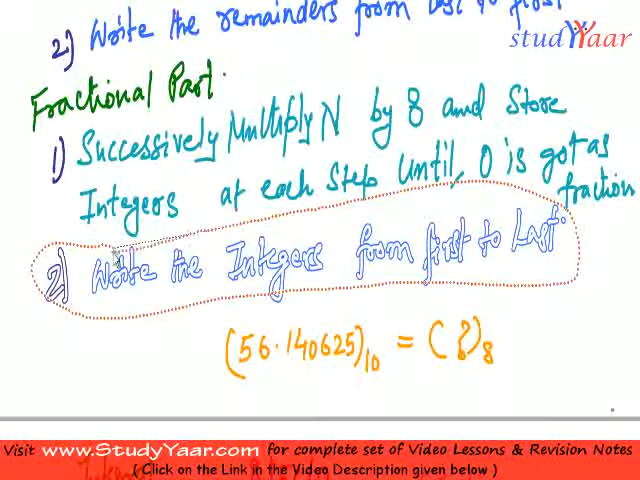 2) Write the remainders from last to first
studYYaar
Fractional Part.
1) Successively Multiply N by 8 and Store
Integers at each Step Until, 0 is got as
fraction
2) Write the Integers from first to Last.
(56.140625)10 = (?)8
Visit www.StudyYaar.com for complete set of Video Lessons & Revision Notes
(Click on the Link in the Video Description given below)